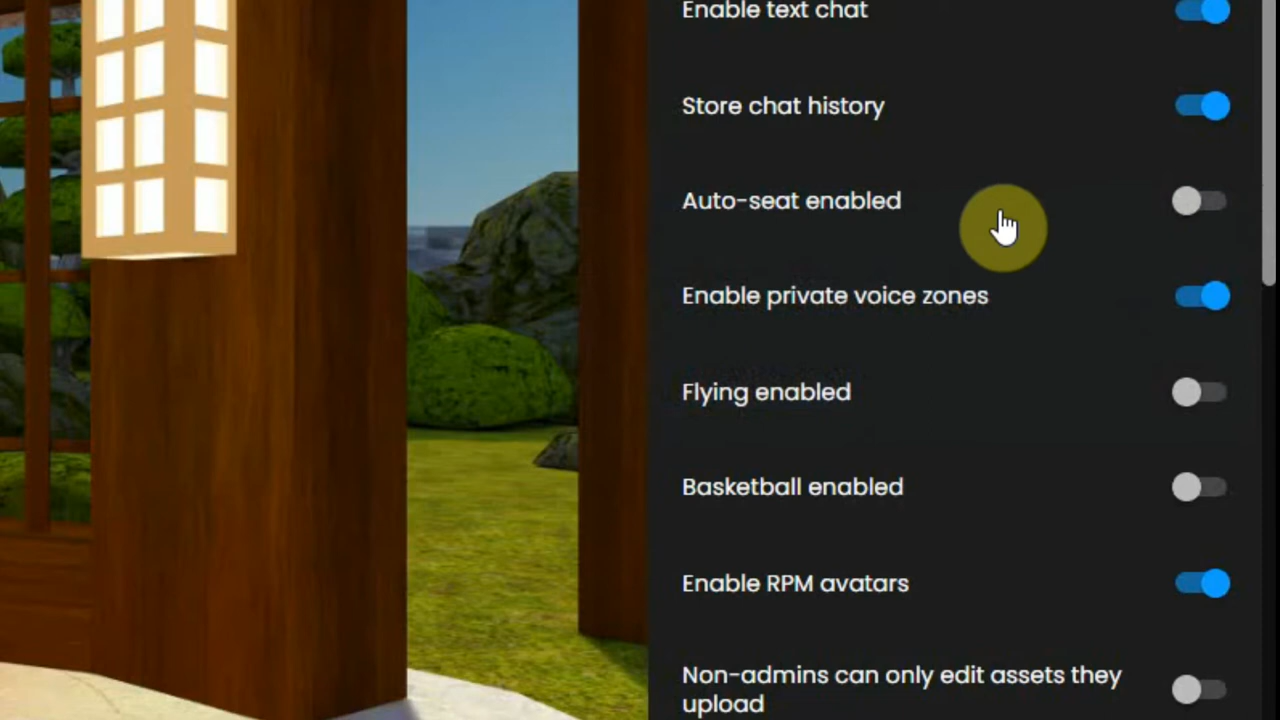 Enable text chat
Store chat history
Auto-seat enabled
Enable private voice zones
Flying enabled
Basketball enabled
Enable RPM avatars
Non-admins can only edit assets they
upload